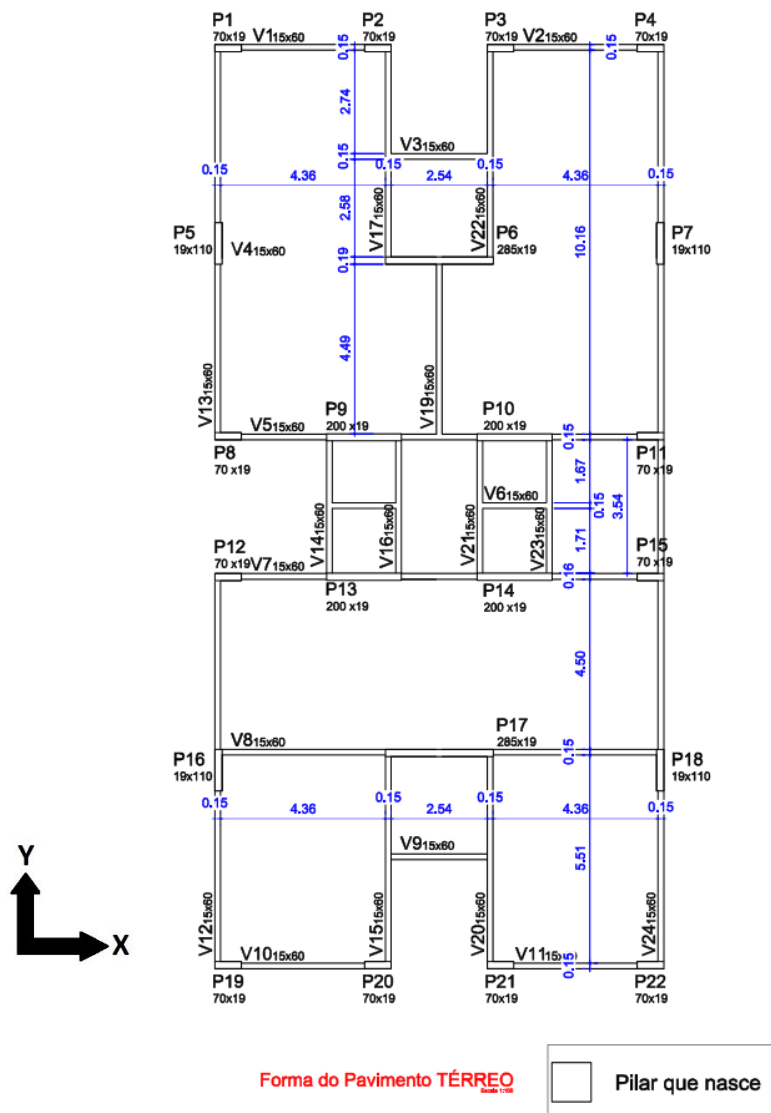 P1 P2 P3 P4
70x19 V1 15x60 70x19 70x19 V2 15x60 70x19
0.15 0.15
2.74
V3 15x60
0.15 0.15 0.15 0.15 0.15
4.36 2.54 4.36
2.58 V17 15x60 V22 15x60 10.16
P5 P6 P7
19x110 V4 15x60 285x19 19x110
0.19
4.49
V13 15x60 V19 15x60
P9 P10
V5 15x60 200 x19 200 x19 0.15
P8 P11
70 x19 70 x19
1.67
V6 15x60 0.15 3.54
V14 15x60 V16 15x60 V21 15x60 V23 15x60 1.71
P12 P15
70 x19 V7 15x60 0.16 70 x19
P13 P14
200 x19 200 x19
4.50
P17
V8 15x60 285x19 0.15
P16 P18
19x110 19x110
0.15 0.15 0.15 0.15
4.36 2.54 4.36
V9 15x60 5.51
Y
X
V12 15x60 V15 15x60 V20 15x60 V24 15x60
V10 15x60 V11 15x60 0.15
P19 P20 P21 P22
70x19 70x19 70x19 70x19
Forma do Pavimento TÉRREO
Pilar que nasce